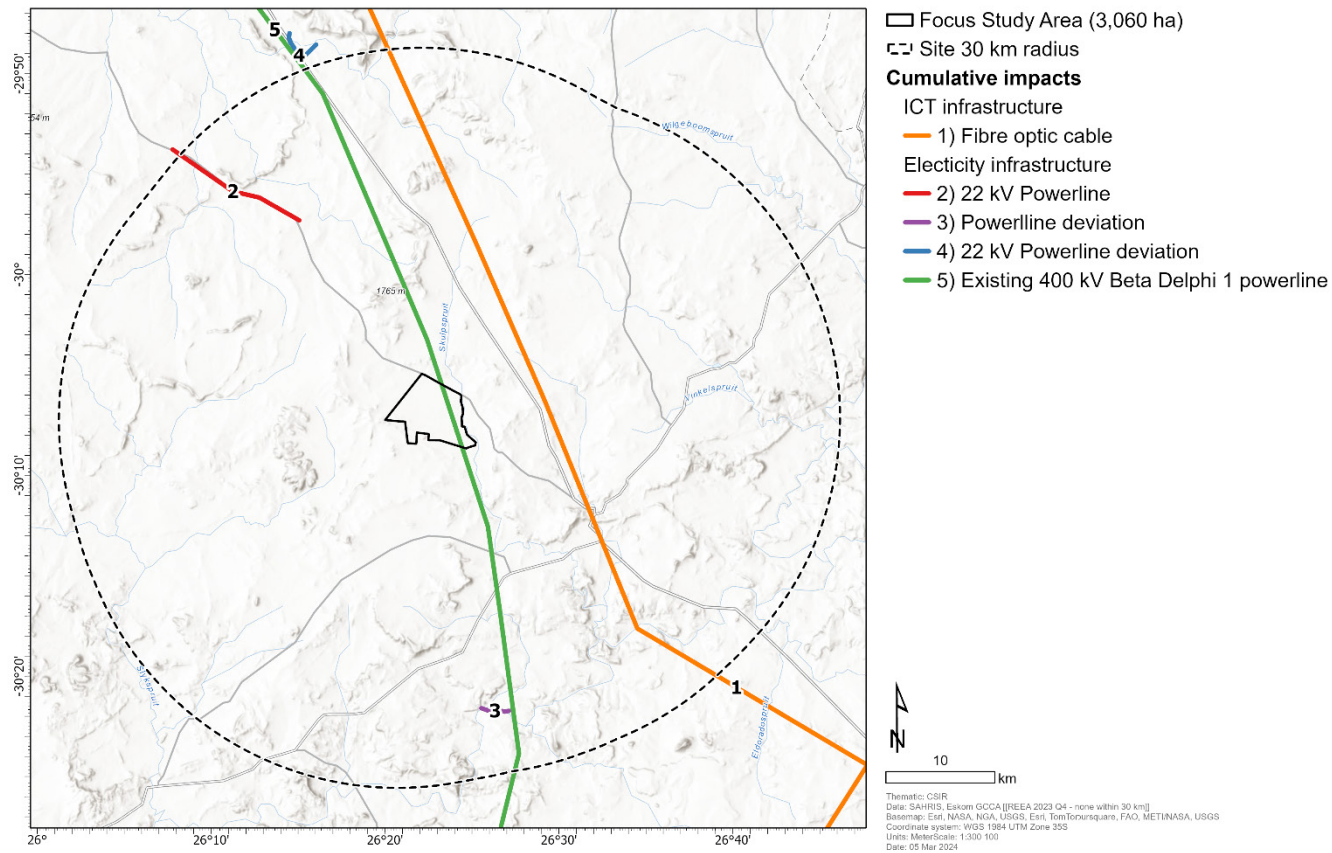 Focus Study Area (3,060 ha)
Site 30 km radius
Cumulative impacts
ICT infrastructure
1) Fibre optic cable
Electicity infrastructure
2) 22 kV Powerline
3) Powerlline deviation
4) 22 kV Powerline deviation
5) Existing 400 kV Beta Delphi 1 powerline
5
4
2
1
3
Wilgeboomspruit
1765 m
Skulpspruit
Vinkelspruit
Slykspruit
Eldoradospruit
-29°50'
-30°
-30°10'
-30°20'
26°
26°10'
26°20'
26°30'
26°40'
N
10
km
Thematic: CSIR
Data: SAHRIS, Eskom GCCA [[REEA 2023 Q4 - none within 30 km]]
Basemap: Esri, NASA, NGA, USGS, Esri, TomTomursquare, FAO, METI/NASA, USGS
Coordinate system: WGS 1984 UTM Zone 35S
Units: MeterScale: 1:300 100
Date: 05 Mar 2024